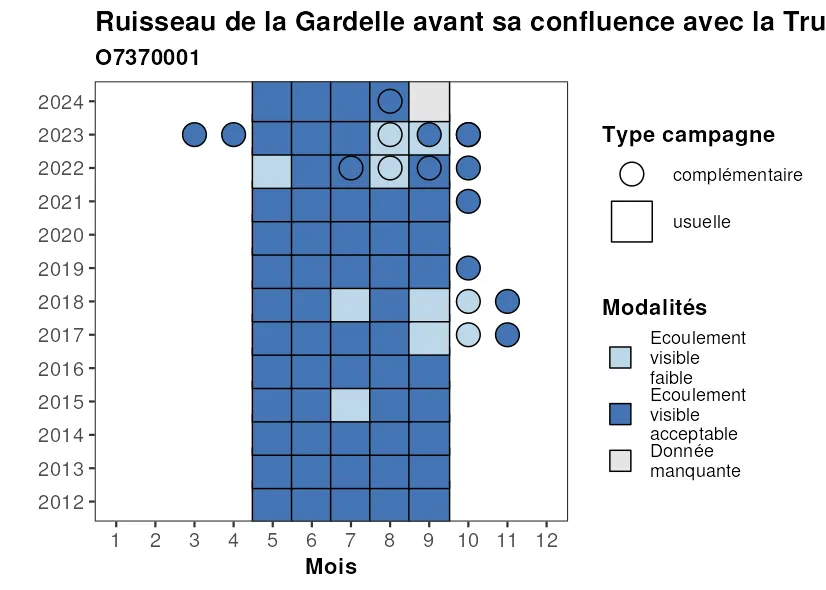 Ruisseau de la Gardelle avant sa confluence avec la Tru
O7370001
2024
2023
2022
2021
2020
2019
2018
2017
2016
2015
2014
2013
2012
1 2 3 4 5 6 7 8 9 10 11 12
Mois
Type campagne
complémentaire
usuelle
Modalités
Ecoulement
visible
faible
Ecoulement
visible
acceptable
Donnée
manquante